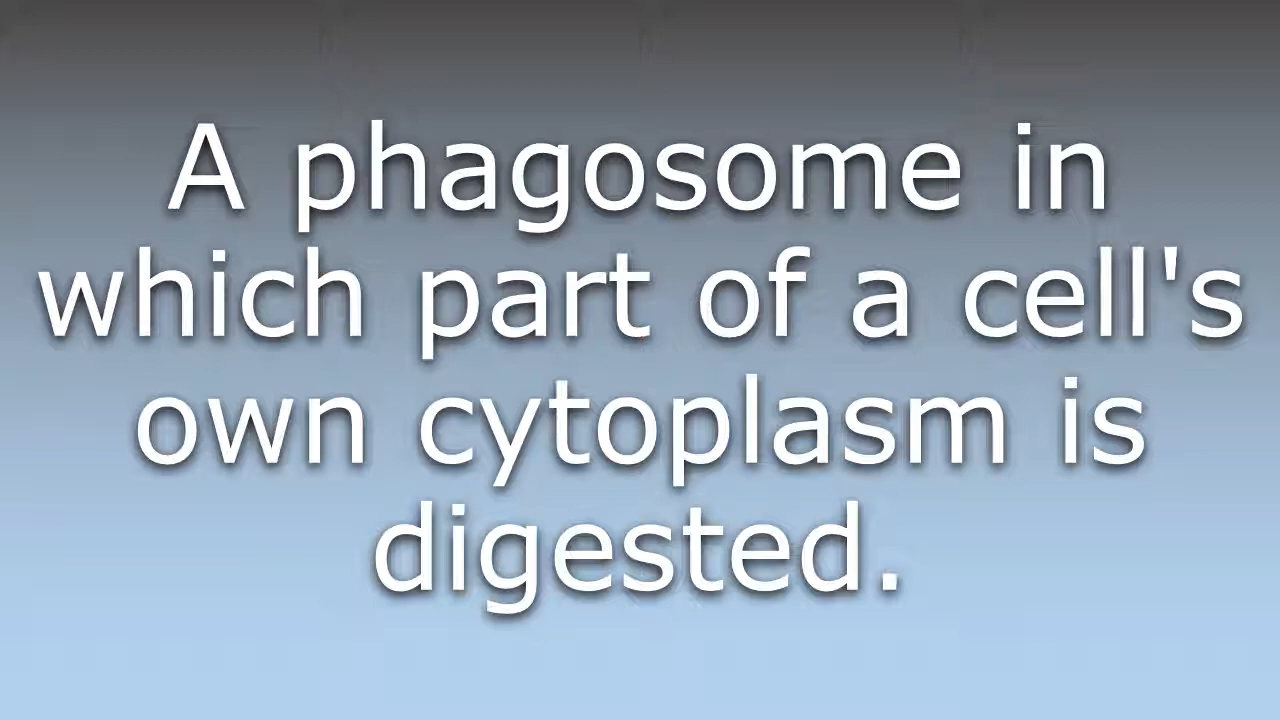 A phagosome in
which part of a cell's
own cytoplasm is
digested.